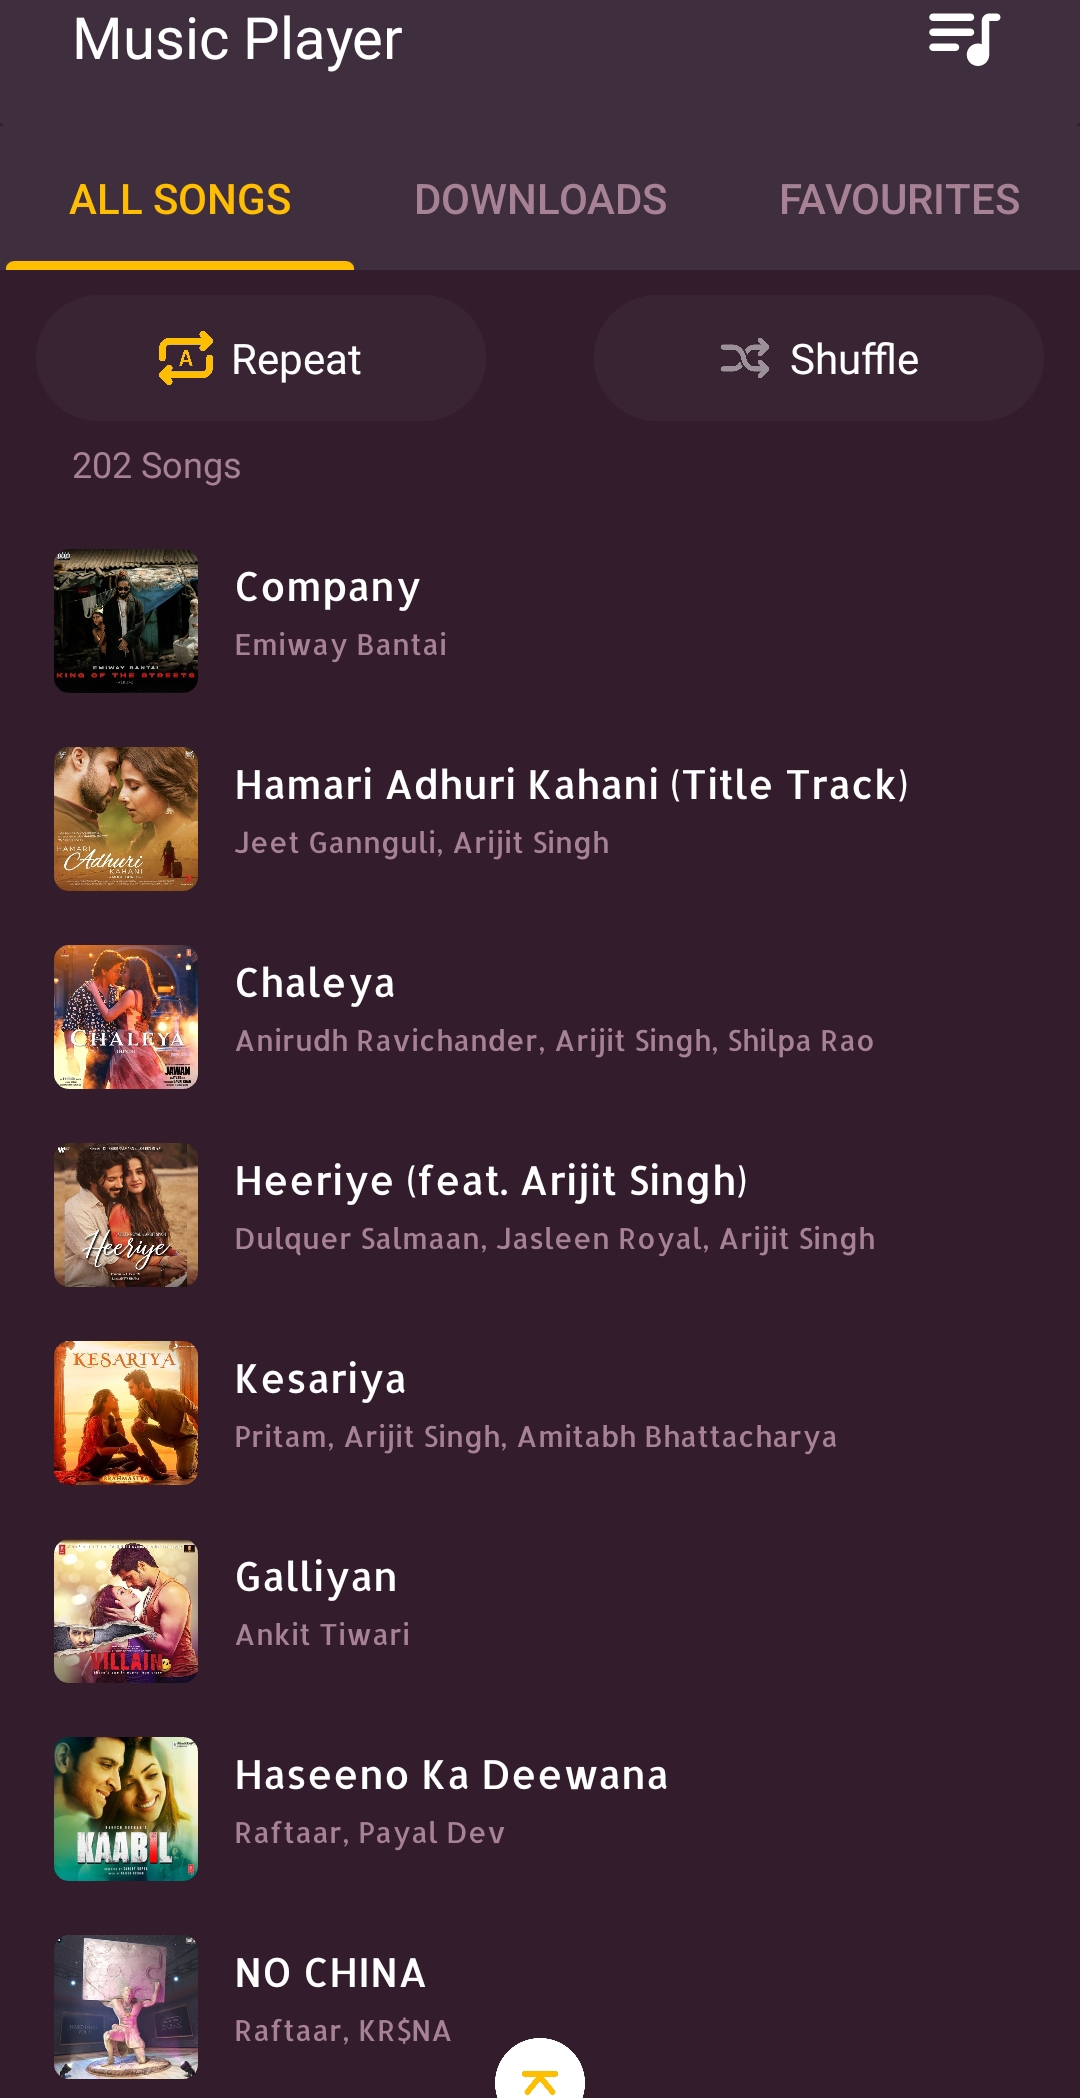 Music Player
ALL SONGS
DOWNLOADS
FAVOURITES
A
Repeat
Shuffle
202 Songs
EMIWAY BANTAI
KING OF THE STREETS
Company
Emiway Bantai
HAMARI
Adhuri
KAHANI
Hamari Adhuri Kahani (Title Track)
Jeet Gannguli, Arijit Singh
CHALEYA
JAWAN
Chaleya
Anirudh Ravichander, Arijit Singh, Shilpa Rao
Heeriye
Heeriye (feat. Arijit Singh)
Dulquer Salmaan, Jasleen Royal, Arijit Singh
KESARIYA
BRAHMASTRA
Kesariya
Pritam, Arijit Singh, Amitabh Bhattacharya
VILLAIN
Galliyan
Ankit Tiwari
KAABIL
Haseeno Ka Deewana
Raftaar, Payal Dev
NO CHINA
Raftaar, KR$NA